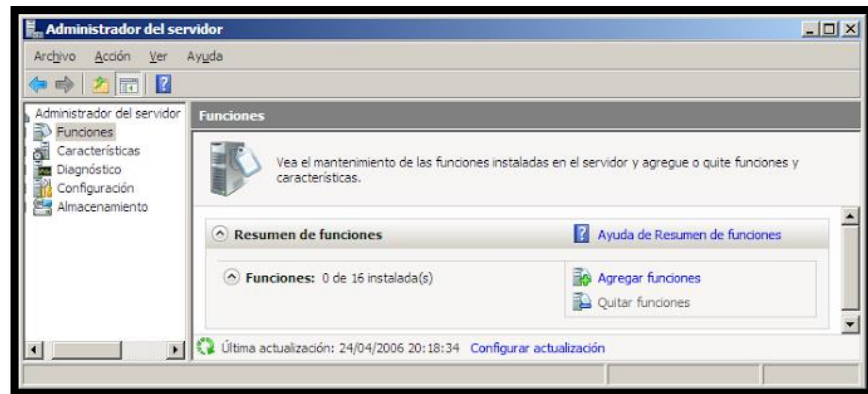 Administrador del servidor
Archivo Acción Ver Ayuda
Administrador del servidor
Funciones
Características
Diagnóstico
Configuración
Almacenamiento
Funciones
Vea el mantenimiento de las funciones instaladas en el servidor y agregue o quite funciones y
características.
Resumen de funciones
Ayuda de Resumen de funciones
Funciones: 0 de 16 instalada(s)
Agregar funciones
Quitar funciones
Última actualización: 24/04/2006 20:18:34 Configurar actualización